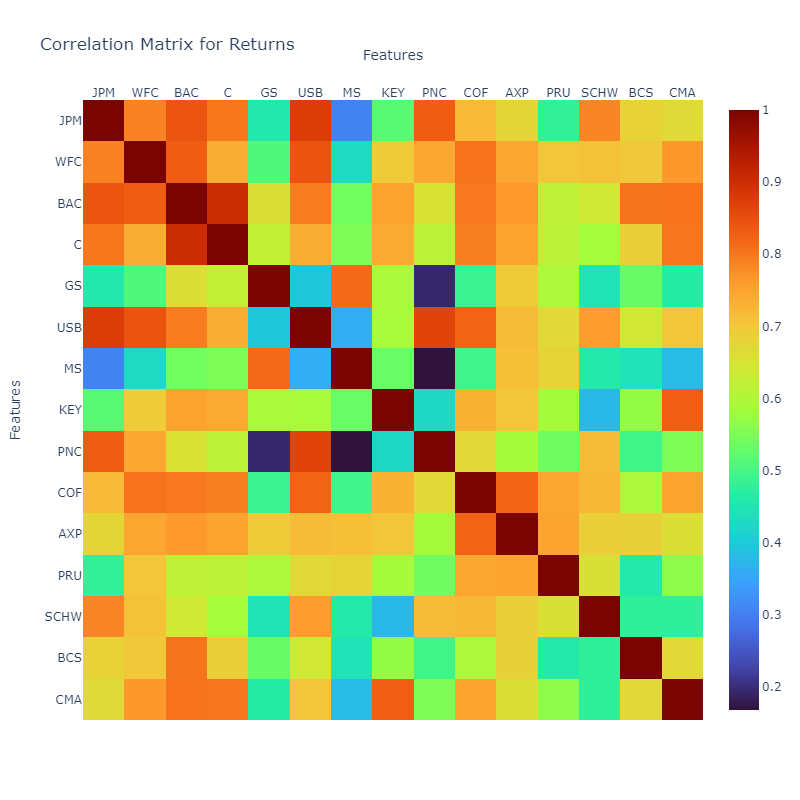 Correlation Matrix for Returns
Features
JPM WFC BAC C GS USB MS KEY PNC COF AXP PRU SCHW BCS CMA
JPM
WFC
BAC
C
GS
USB
MS
KEY
PNC
COF
AXP
PRU
SCHW
BCS
CMA
Features
1
0.9
0.8
0.7
0.6
0.5
0.4
0.3
0.2